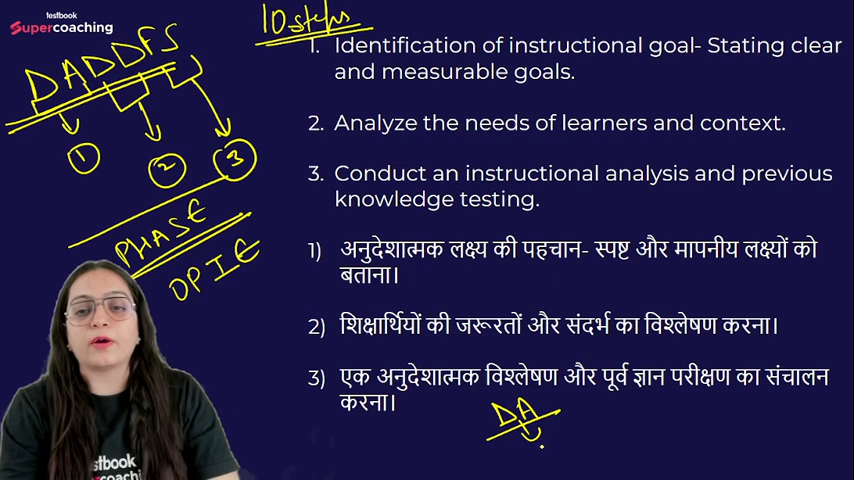 testbook
Supercoaching
10 steps
DADDFS
1
2
3
PHASE
OPIE
1. Identification of instructional goal- Stating clear
and measurable goals.
2. Analyze the needs of learners and context.
3. Conduct an instructional analysis and previous
knowledge testing.
1) अनुदेशात्मक लक्ष्य की पहचान- स्पष्ट और मापनीय लक्ष्यों को
बताना।
2) शिक्षार्थियों की जरूरतों और संदर्भ का विश्लेषण करना।
3) एक अनुदेशात्मक विश्लेषण और पूर्व ज्ञान परीक्षण का संचालन
करना।
DA
testbook
percoac